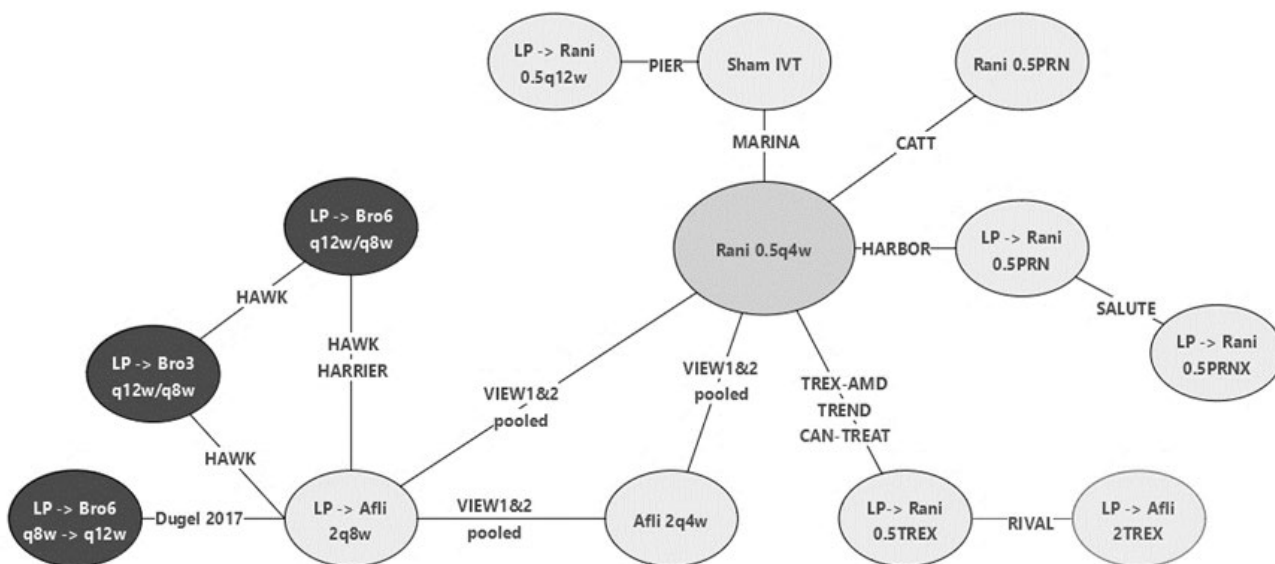 LP -> Rani
0.5q12w
PIER
Sham IVT
Rani 0.5PRN
MARINA
CATT
LP -> Bro6
q12w/q8w
Rani 0.5q4w
HARBOR
LP -> Rani
0.5PRN
HAWK
SALUTE
HAWK
HARRIER
LP -> Bro3
q12w/q8w
VIEW1&2
pooled
VIEW1&2
pooled
TREX-AMD
TREND
CAN-TREAT
LP -> Rani
0.5PRNX
HAWK
LP -> Bro6
q8w -> q12w
Dugel 2017
LP -> Afli
2q8w
VIEW1&2
pooled
Afli 2q4w
LP-> Rani
0.5TREX
RIVAL
LP -> Afli
2TREX